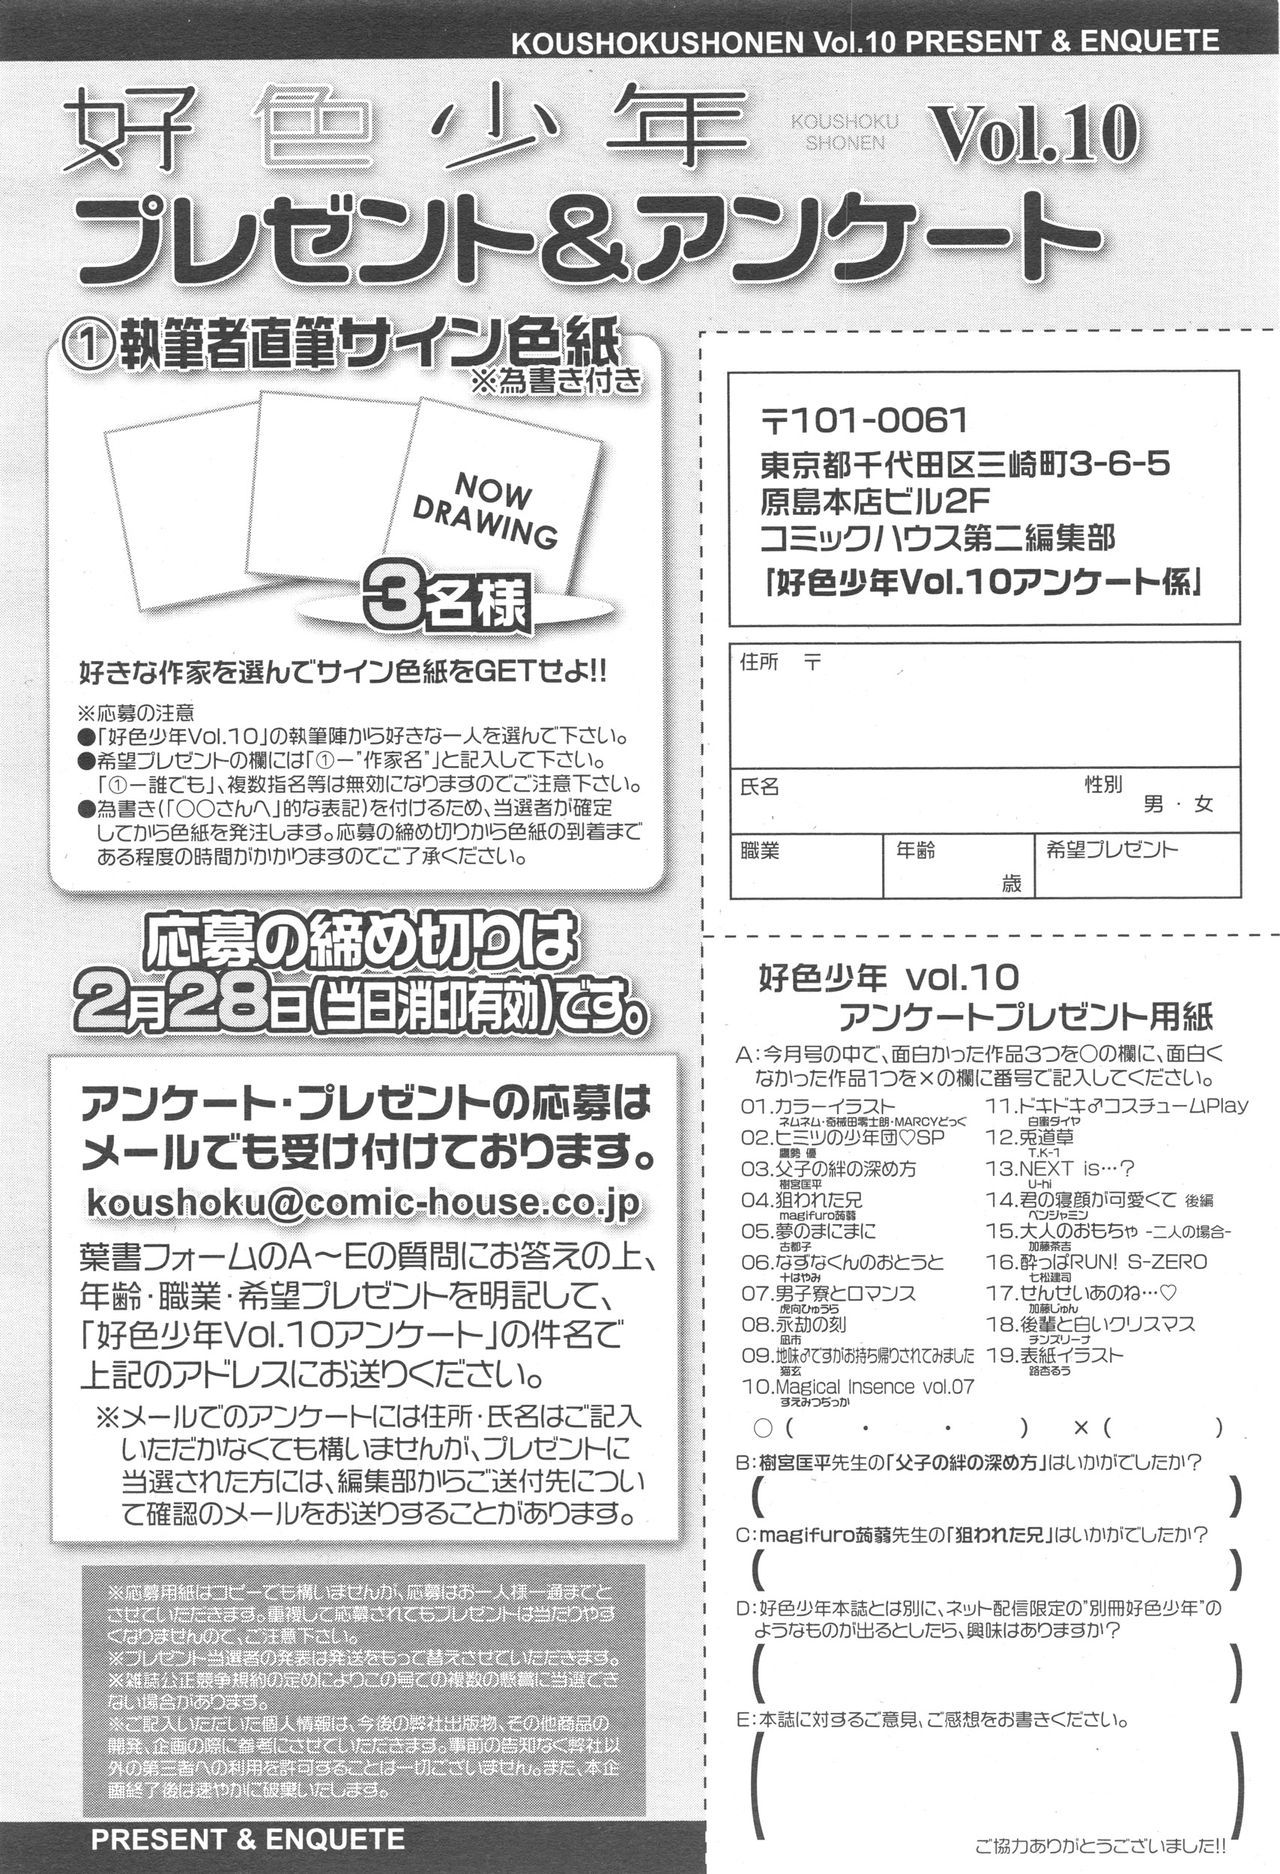 KOUSHOKUSHONEN Vol.10 PRESENT & ENQUETE
好色少年 KOUSHOKU SHONEN Vol.10
プレゼント&アンケート
①執筆者直筆サイン色紙
※為書き付き
NOW
DRAWING
3名様
好きな作家を選んでサイン色紙をGETせよ!!
※応募の注意
●「好色少年Vol.10」の執筆陣から好きな一人を選んで下さい。
●希望プレゼントの欄には「①ー"作家名"」と記入して下さい。
「①ー誰でも」、複数指名等は無効になりますのでご注意下さい。
●為書き(「○○さんへ」的な表記)を付けるため、当選者が確定
してから色紙を発注します。応募の締め切りから色紙の到着まで
ある程度の時間がかかりますのでご了承ください。
応募の締め切りは
2月28日(当日消印有効)です。
アンケート・プレゼントの応募は
メールでも受け付けております。
koushoku@comic-house.co.jp
葉書フォームのA〜Eの質問にお答えの上、
年齢・職業・希望プレゼントを明記して、
「好色少年Vol.10アンケート」の件名で
上記のアドレスにお送りください。
※メールでのアンケートには住所・氏名はご記入
いただかなくても構いませんが、プレゼントに
当選された方には、編集部からご送付先につい
て確認のメールをお送りすることがあります。
※応募用紙はコピーでも構いませんが、応募はお一人様一通までと
させていただきます。重複して応募されてもプレゼントは当たりやす
くなりませんので、ご注意下さい。
※プレゼント当選者の発表は発送をもって替えさせていただきます。
※雑誌公正競争規約の定めによりこの号での複数の懸賞に当選でき
ない場合があります。
※ご記入いただいた個人情報は、今後の弊社出版物、その他商品の
開発、企画の際に参考にさせていただきます。事前の告知なく弊社以
外の第三者への利用を許可することは一切ございません。また、本企
画終了後は速やかに破棄いたします。
PRESENT & ENQUETE
〒101-0061
東京都千代田区三崎町3-6-5
原島本店ビル2F
コミックハウス第二編集部
「好色少年Vol.10アンケート係」
住所 〒
氏名 性別
男・女
職業 年齢 希望プレゼント
歳
好色少年 vol.10
アンケートプレゼント用紙
A:今月号の中で、面白かった作品3つを○の欄に、面白く
なかった作品1つを×の欄に番号で記入してください。
01.カラーイラスト
ネムネム・奇械田零士朗・MARCYどっく
02.ヒミツの少年団♡SP
鷹勢 優
03.父子の絆の深め方
樹宮匡平
04.狙われた兄
magifuro蒟蒻
05.夢のまにまに
古都子
06.なずなくんのおとうと
十はやみ
07.男子寮とロマンス
虎向ひゅうら
08.永劫の刻
凪市
09.地味♂ですがお持ち帰りされてみました
猫玄
10.Magical Insence vol.07
すえみつぢっか
11.ドキドキ♂コスチュームPlay
白蜜ダイヤ
12.兎道草
T.K-1
13.NEXT is…?
U-hi
14.君の寝顔が可愛くて 後編
ベンジャミン
15.大人のおもちゃ -二人の場合-
加藤茶吉
16.酔っぱRUN! S-ZERO
七松建司
17.せんせいあのね…♡
加藤じゅん
18.後輩と白いクリスマス
チンズリーナ
19.表紙イラスト
路杏るう
○( ・ ・ ) ×( )
B:樹宮匡平先生の「父子の絆の深め方」はいかがでしたか?
( )
C:magifuro蒟蒻先生の「狙われた兄」はいかがでしたか?
( )
D:好色少年本誌とは別に、ネット配信限定の"別冊好色少年"の
ようなものが出るとしたら、興味はありますか?
( )
E:本誌に対するご意見、ご感想をお書きください。
( )
ご協力ありがとうございました!!